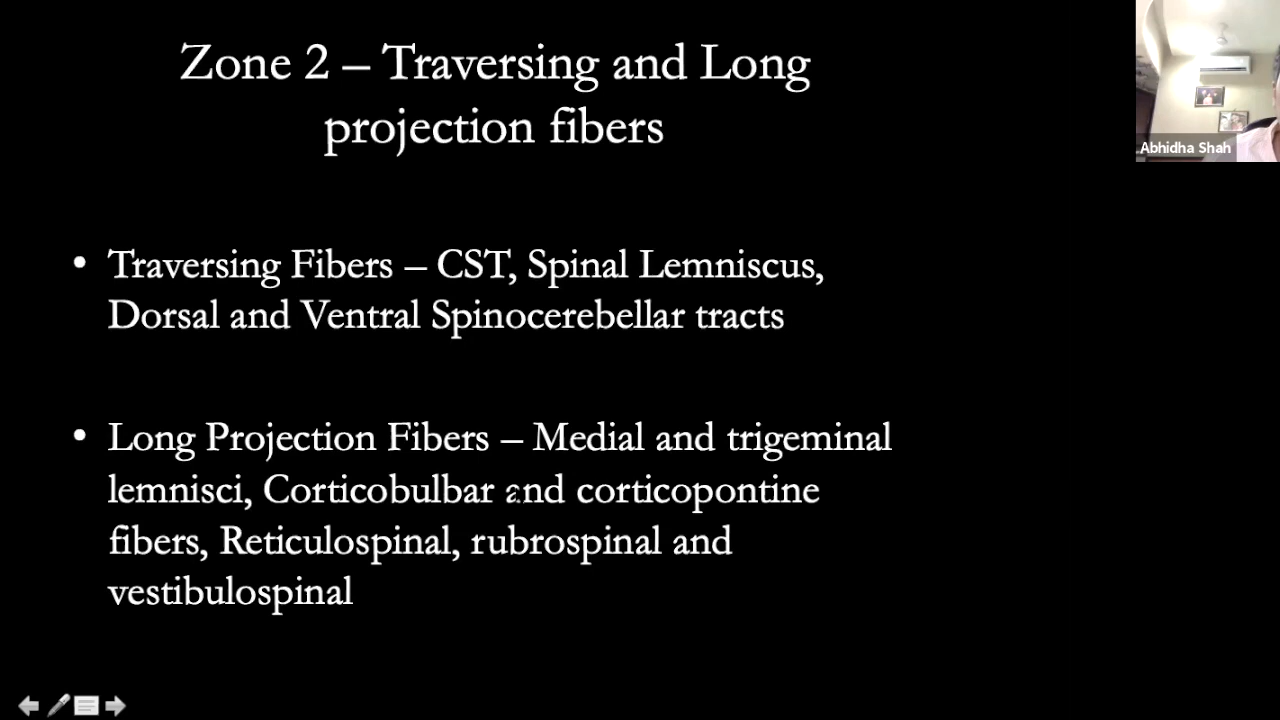 Zone 2 – Traversing and Long
projection fibers
Abhidha Shah
• Traversing Fibers – CST, Spinal Lemniscus,
Dorsal and Ventral Spinocerebellar tracts
• Long Projection Fibers – Medial and trigeminal
lemnisci, Corticobulbar and corticopontine
fibers, Reticulospinal, rubrospinal and
vestibulospinal